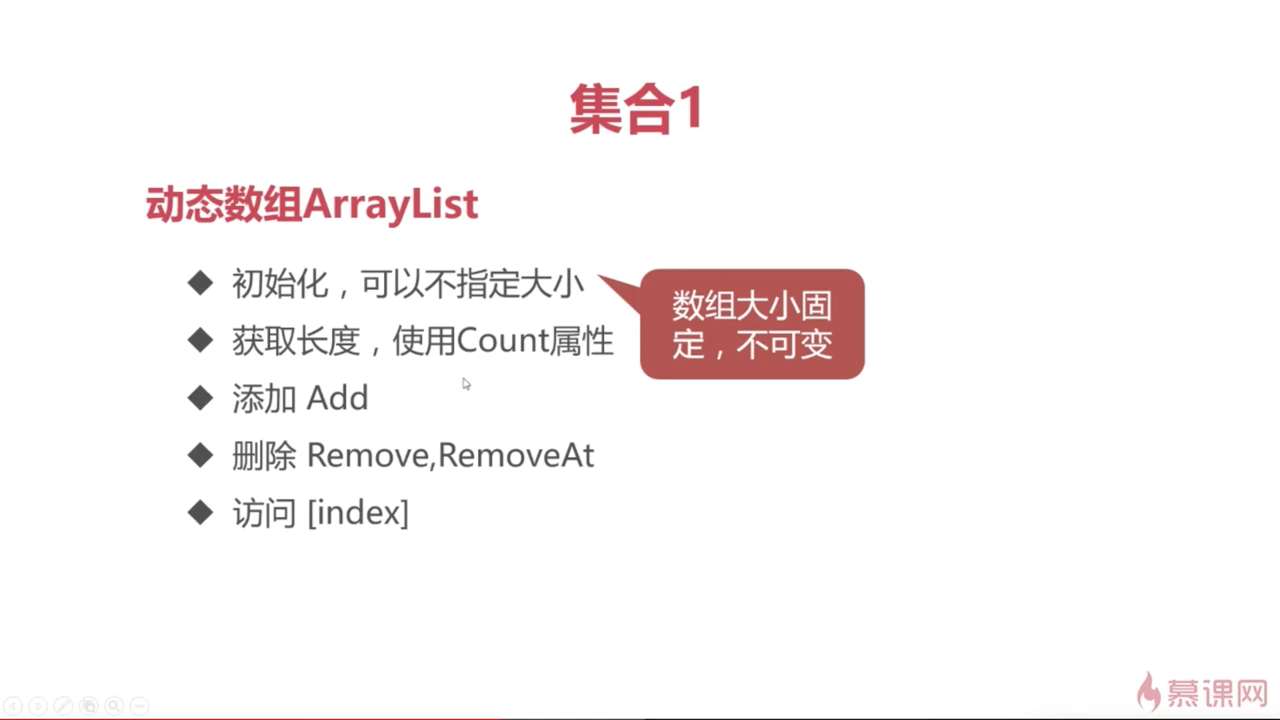 集合1
动态数组ArrayList
初始化，可以不指定大小
数组大小固
定，不可变
获取长度，使用Count属性
添加 Add
删除 Remove,RemoveAt
访问 [index]
慕课网